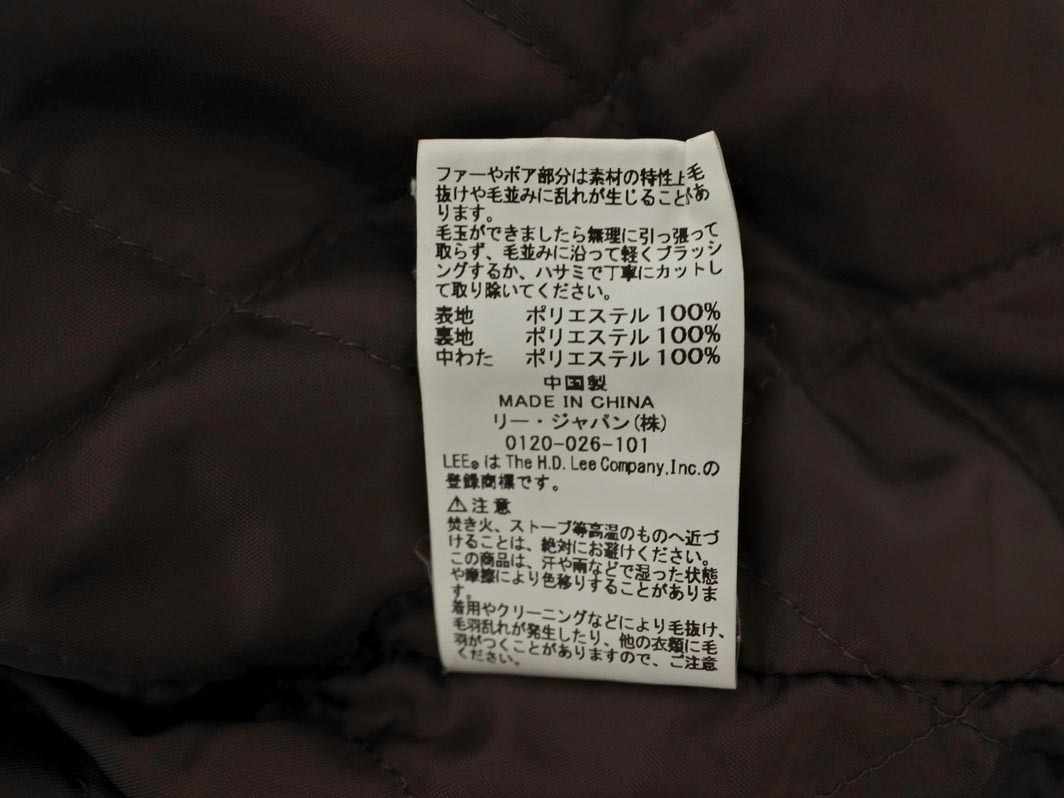 ファーやボア部分は素材の特性上毛
抜けや毛並みに乱れが生じることがあ
ります。
毛玉ができましたら無理に引っ張って
取らず、毛並みに沿って軽くブラッシ
ングするか、ハサミで丁寧にカットし
て取り除いてください。
表地 ポリエステル 100%
裏地 ポリエステル 100%
中わた ポリエステル 100%
中国製
MADE IN CHINA
リー・ジャパン(株)
0120-026-101
LEE®は The H.D. Lee Company, Inc.の
登録商標です。
⚠注意
焚き火、ストーブ等高温のものへ近づ
けることは、絶対にお避けください。
この商品は、汗や雨などで湿った状態
や摩擦により色移りすることがありま
す。
着用やクリーニングなどにより毛抜け、
毛羽乱れが発生したり、他の衣類に毛
羽がつくことがありますので、ご注意
ください。